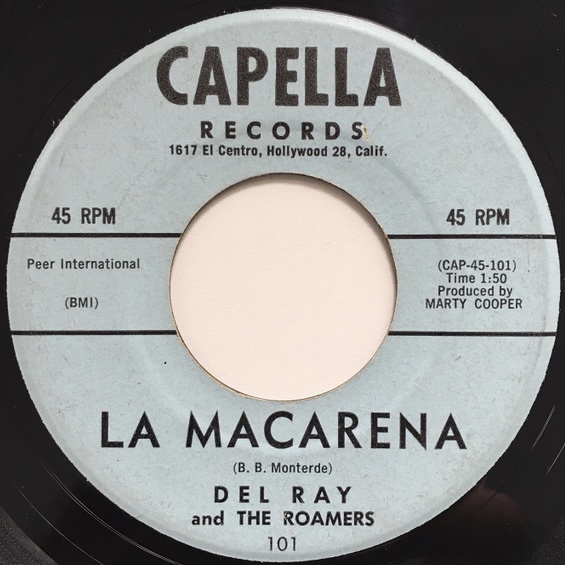 CAPELLA
RECORDS
1617 El Centro, Hollywood 28, Calif.
45 RPM
45 RPM
Peer International
(BMI)
(CAP-45-101)
Time 1:50
Produced by
MARTY COOPER
LA MACARENA
(B. B. Monterde)
DEL RAY
and THE ROAMERS
101